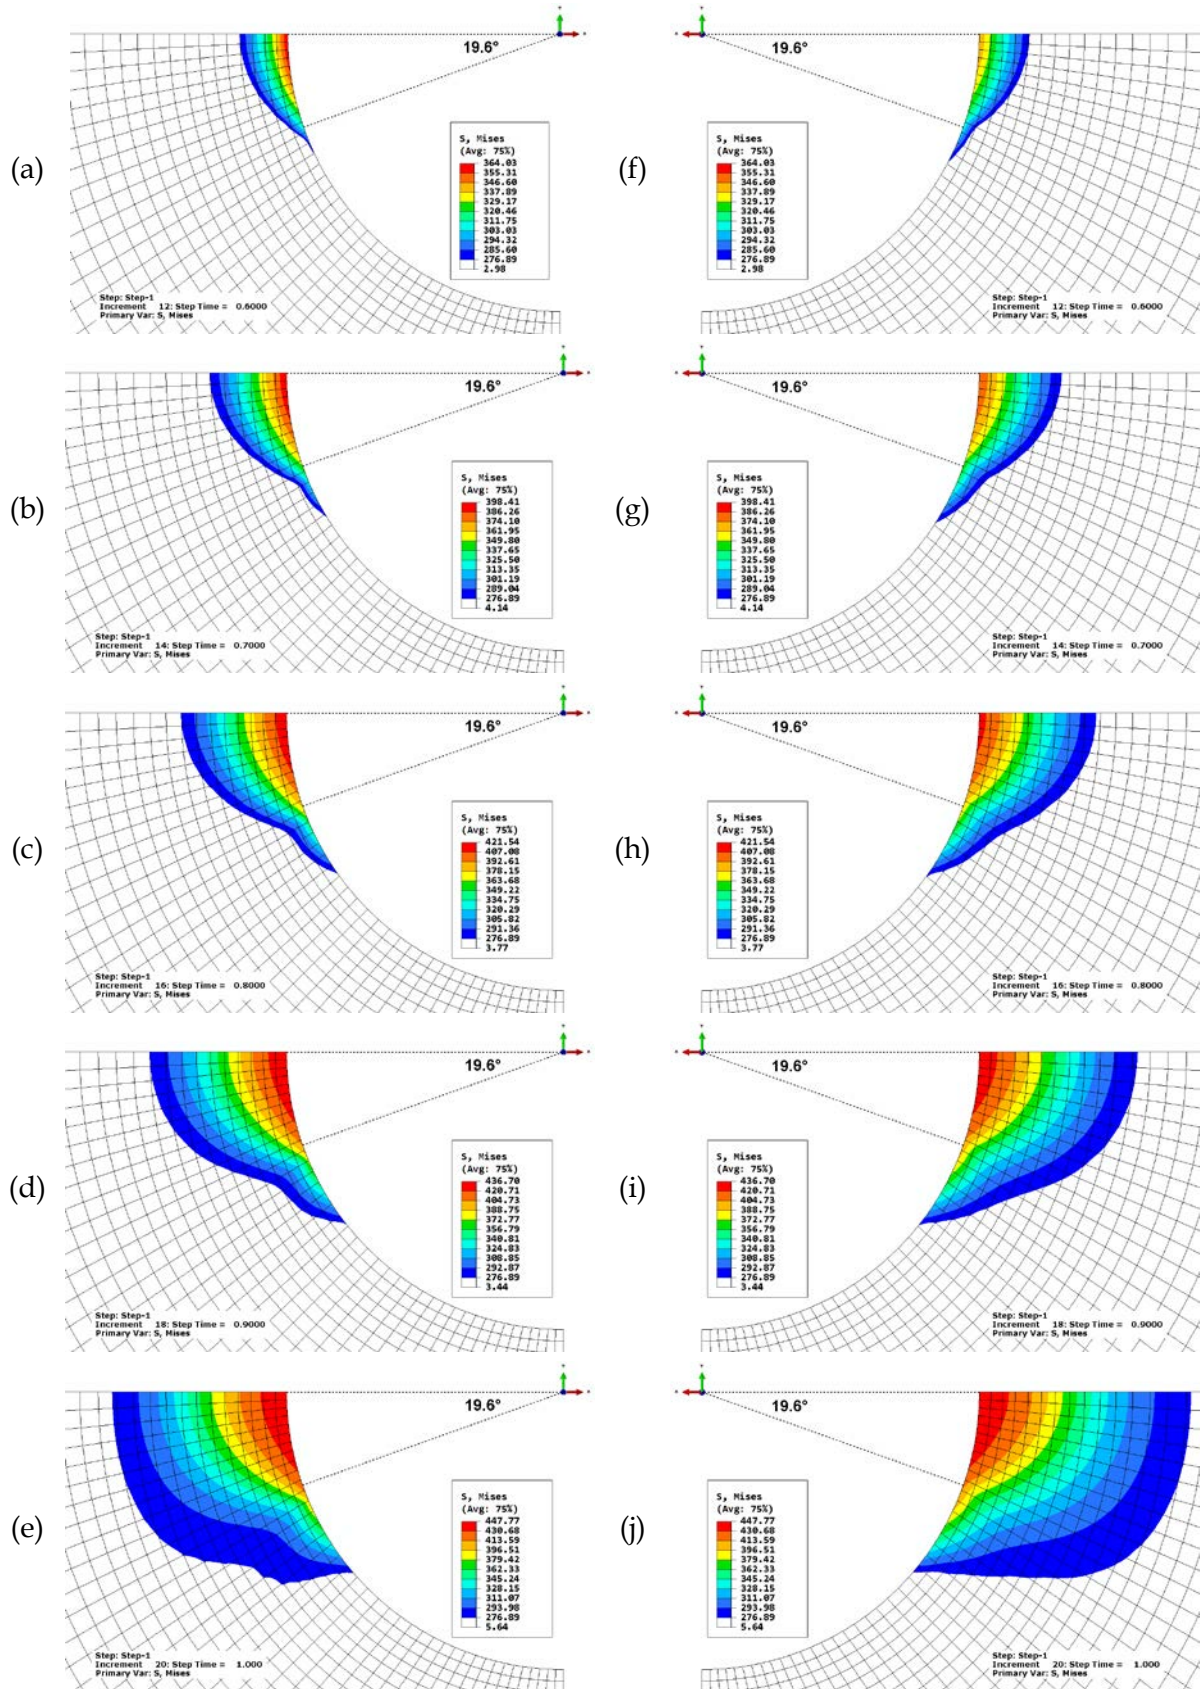 (a)
19.6°
S, Mises
(Avg: 75%)
364.03
355.31
346.60
337.89
329.17
320.46
311.75
303.03
294.32
285.60
276.89
2.98
Step: Step-1
Increment 12: Step Time = 0.6000
Primary Var: S, Mises
(f)
19.6°
S, Mises
(Avg: 75%)
364.03
355.31
346.60
337.89
329.17
320.46
311.75
303.03
294.32
285.60
276.89
2.98
Step: Step-1
Increment 12: Step Time = 0.6000
Primary Var: S, Mises
(b)
19.6°
S, Mises
(Avg: 75%)
398.41
386.26
374.10
361.95
349.80
337.65
325.50
313.35
301.19
289.04
276.89
4.14
Step: Step-1
Increment 14: Step Time = 0.7000
Primary Var: S, Mises
(g)
19.6°
S, Mises
(Avg: 75%)
398.41
386.26
374.10
361.95
349.80
337.65
325.50
313.35
301.19
289.04
276.89
4.14
Step: Step-1
Increment 14: Step Time = 0.7000
Primary Var: S, Mises
(c)
19.6°
S, Mises
(Avg: 75%)
421.54
407.08
392.61
378.15
363.68
349.22
334.75
320.29
305.82
291.36
276.89
3.77
Step: Step-1
Increment 16: Step Time = 0.8000
Primary Var: S, Mises
(h)
19.6°
S, Mises
(Avg: 75%)
421.54
407.08
392.61
378.15
363.68
349.22
334.75
320.29
305.82
291.36
276.89
3.77
Step: Step-1
Increment 16: Step Time = 0.8000
Primary Var: S, Mises
(d)
19.6°
S, Mises
(Avg: 75%)
436.70
420.71
404.73
388.75
372.77
356.79
340.81
324.83
308.85
292.87
276.89
3.44
Step: Step-1
Increment 18: Step Time = 0.9000
Primary Var: S, Mises
(i)
19.6°
S, Mises
(Avg: 75%)
436.70
420.71
404.73
388.75
372.77
356.79
340.81
324.83
308.85
292.87
276.89
3.44
Step: Step-1
Increment 18: Step Time = 0.9000
Primary Var: S, Mises
(e)
19.6°
S, Mises
(Avg: 75%)
447.77
430.68
413.59
396.51
379.42
362.33
345.24
328.15
311.07
293.98
276.89
5.64
Step: Step-1
Increment 20: Step Time = 1.000
Primary Var: S, Mises
(j)
19.6°
S, Mises
(Avg: 75%)
447.77
430.68
413.59
396.51
379.42
362.33
345.24
328.15
311.07
293.98
276.89
5.64
Step: Step-1
Increment 20: Step Time = 1.000
Primary Var: S, Mises